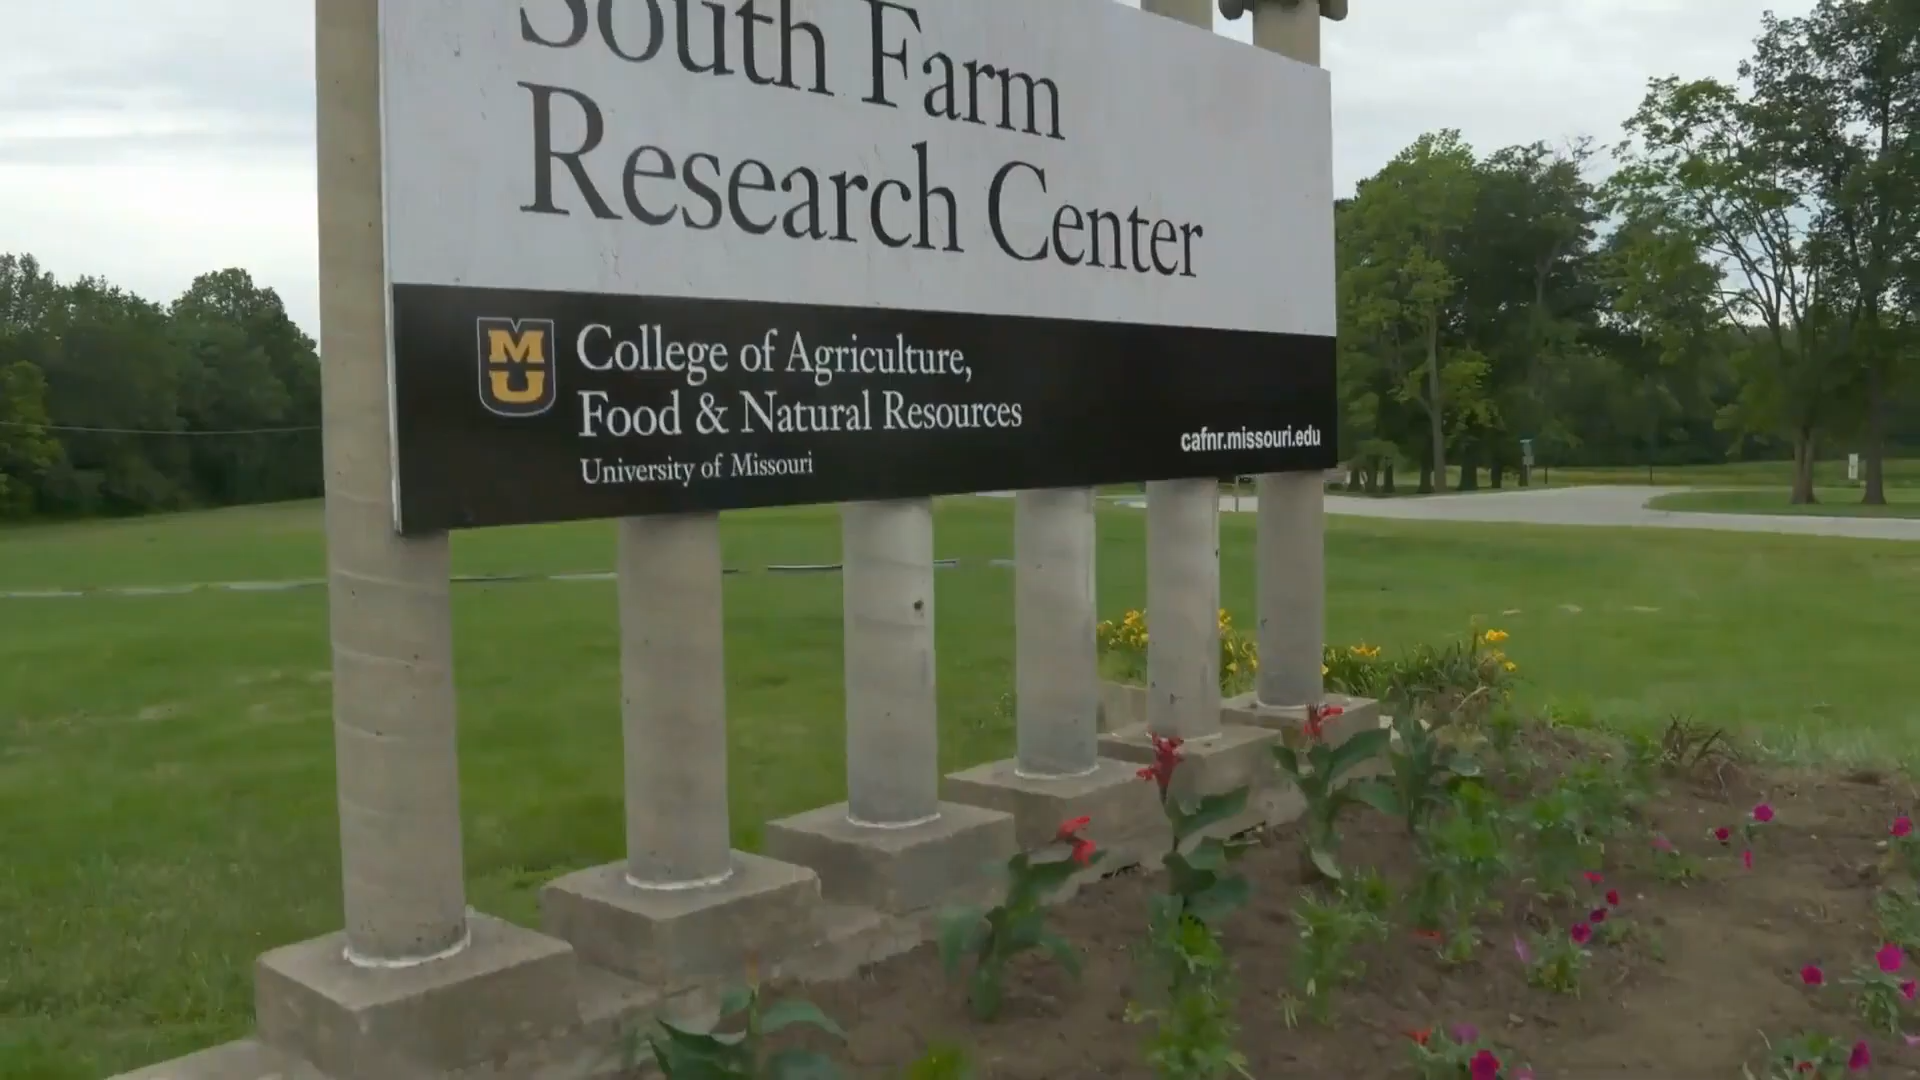 South Farm
Research Center
MU
College of Agriculture,
Food & Natural Resources
University of Missouri
cafnr.missouri.edu